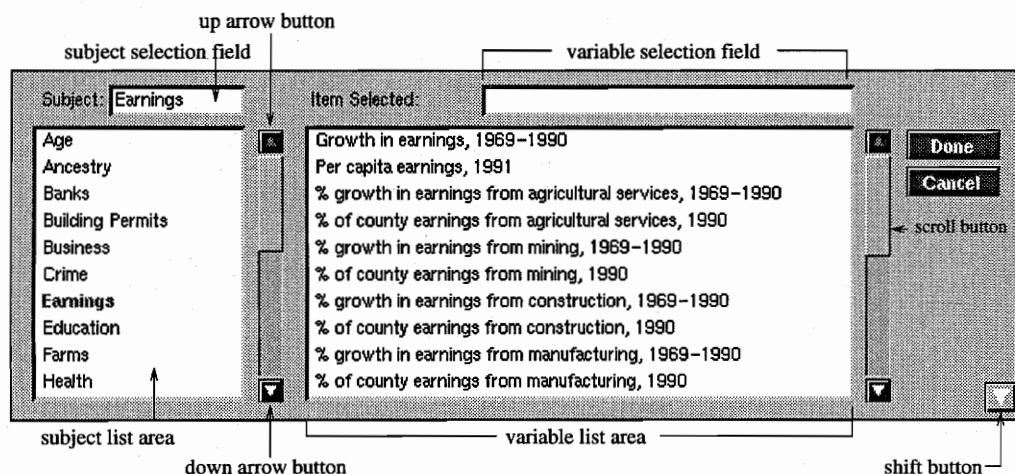 up arrow button
subject selection field
variable selection field
Subject: Earnings
Item Selected:
Age
Ancestry
Banks
Building Permits
Business
Crime
Earnings
Education
Farms
Health
Growth in earnings, 1969-1990
Per capita earnings, 1991
% growth in earnings from agricultural services, 1969-1990
% of county earnings from agricultural services, 1990
% growth in earnings from mining, 1969-1990
% of county earnings from mining, 1990
% growth in earnings from construction, 1969-1990
% of county earnings from construction, 1990
% growth in earnings from manufacturing, 1969-1990
% of county earnings from manufacturing, 1990
Done
Cancel
scroll button
subject list area
variable list area
down arrow button
shift button